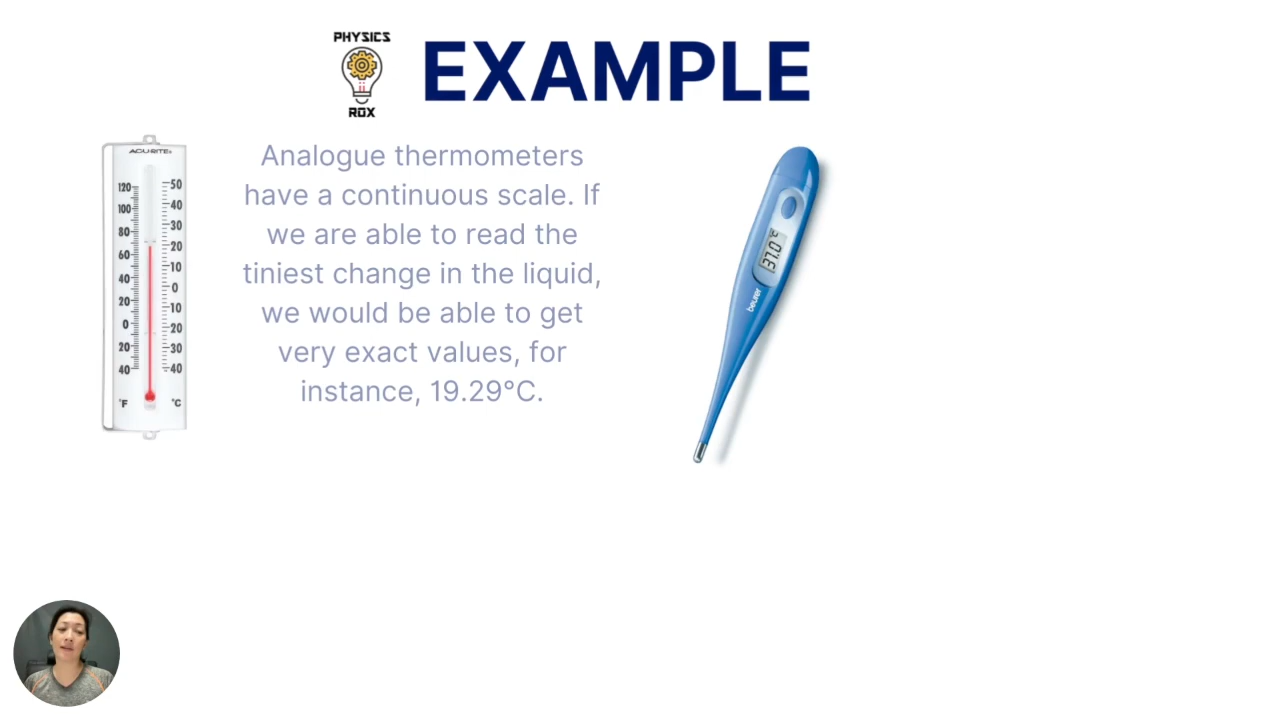 PHYSICS
ROX
EXAMPLE
ACU·RITE
120
100
80
60
40
20
0
20
40
°F
50
40
30
20
10
0
10
20
30
40
°C
Analogue thermometers
have a continuous scale. If
we are able to read the
tiniest change in the liquid,
we would be able to get
very exact values, for
instance, 19.29°C.
37.0 °C
beurer